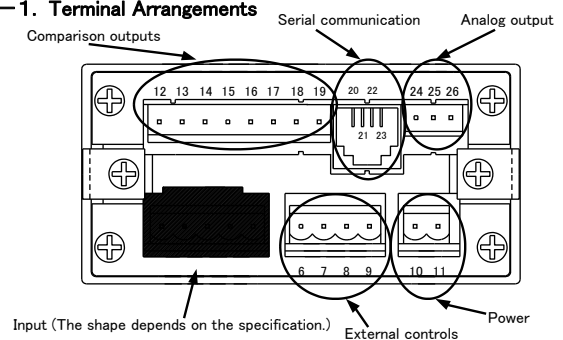 －1. Terminal Arrangements
Serial communication
Analog output
Comparison outputs
12 13 14 15 16 17 18 19
20 22
24 25 26
21 23
6 7 8 9
10 11
Input (The shape depends on the specification.)
External controls
Power